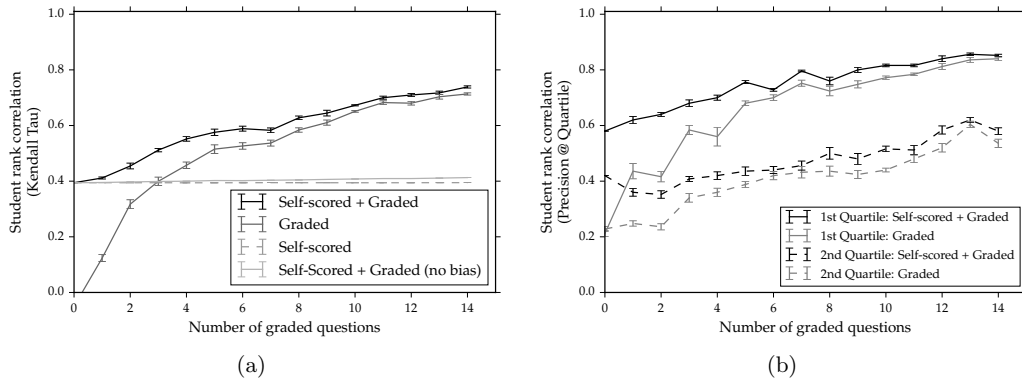 1.0
0.8
0.6
0.4
0.2
0.0
Student rank correlation
(Kendall Tau)
0 2 4 6 8 10 12 14
Number of graded questions
Self-scored + Graded
Graded
Self-scored
Self-Scored + Graded (no bias)
(a)
1.0
0.8
0.6
0.4
0.2
0.0
Student rank correlation
(Precision @ Quartile)
0 2 4 6 8 10 12 14
Number of graded questions
1st Quartile: Self-scored + Graded
1st Quartile: Graded
2nd Quartile: Self-scored + Graded
2nd Quartile: Graded
(b)